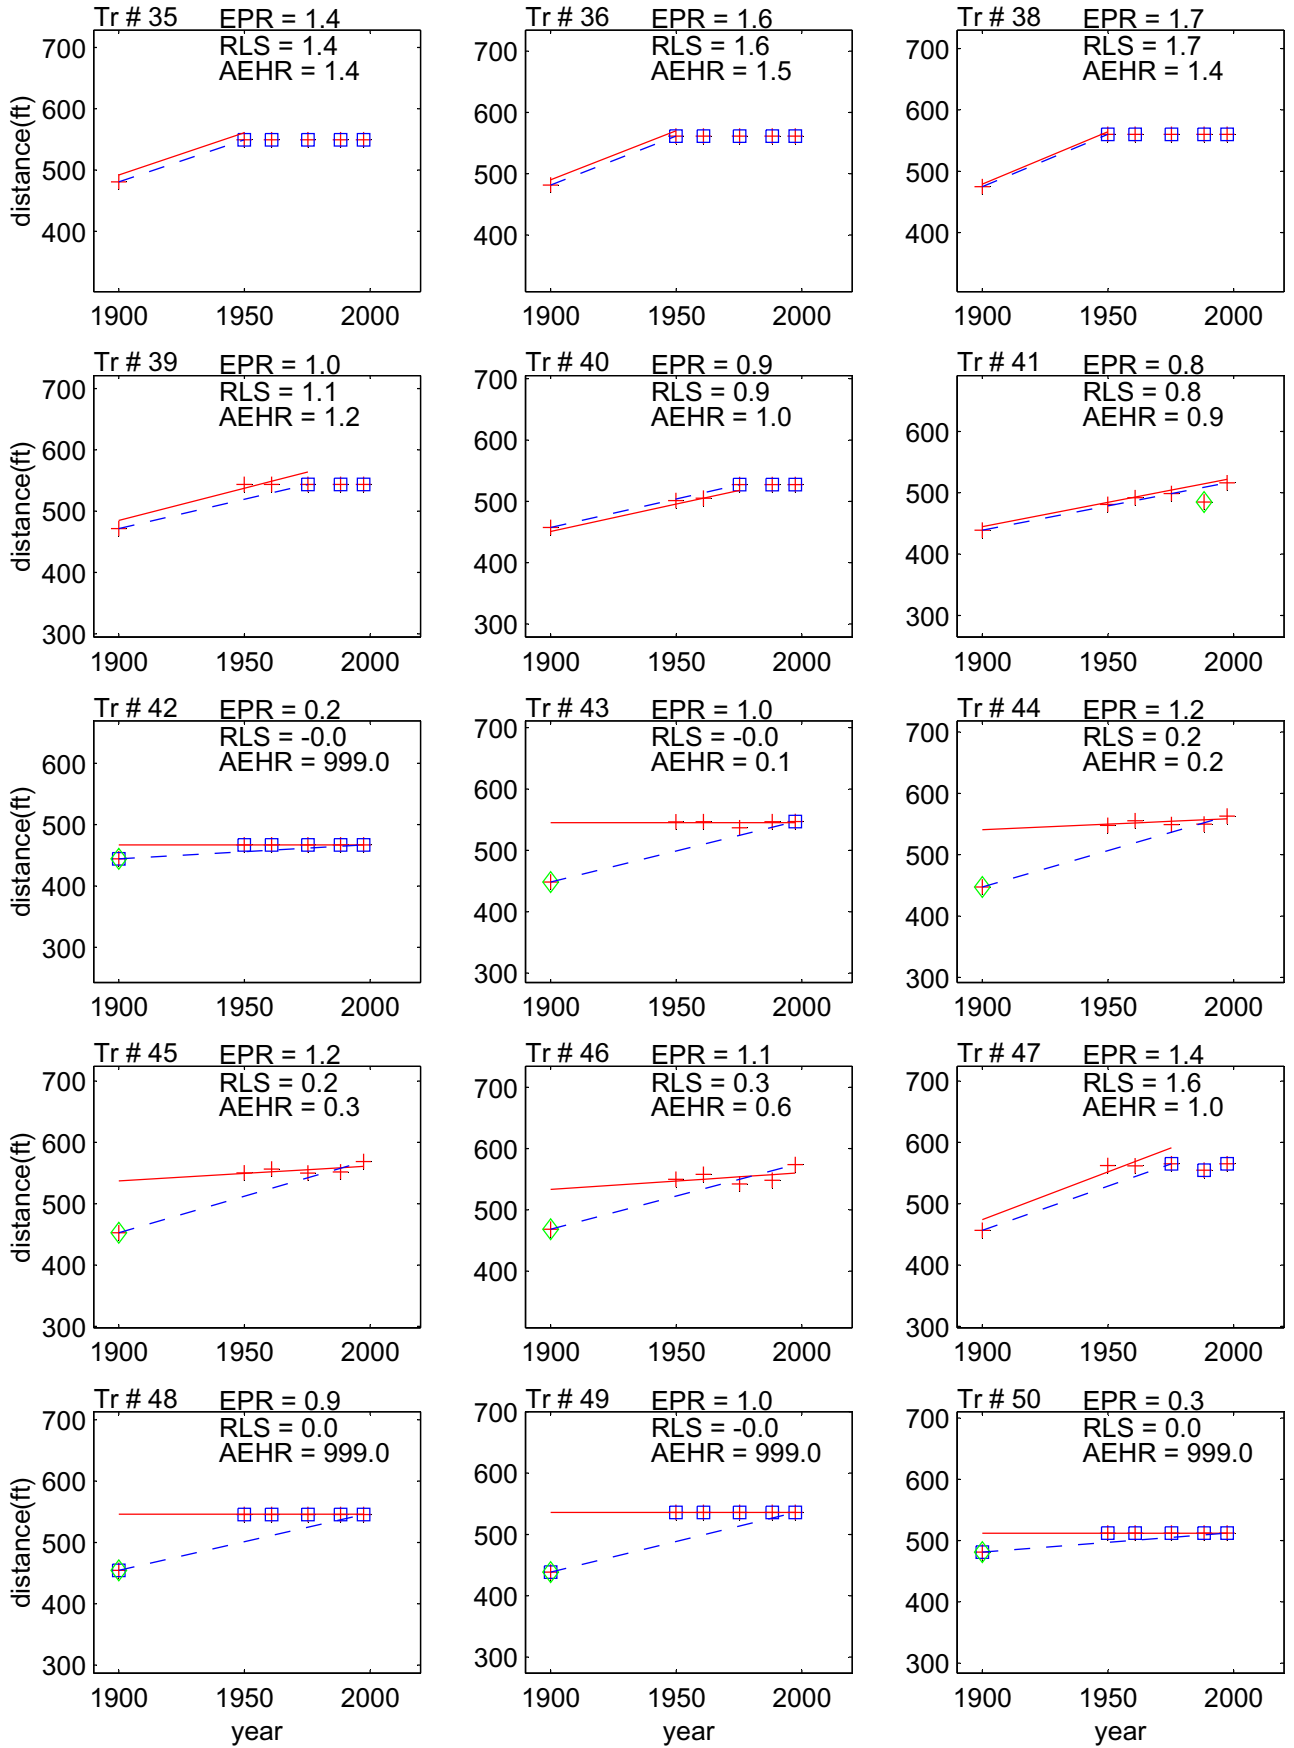 Tr # 35 EPR = 1.4
RLS = 1.4
AEHR = 1.4
700
600
500
400
distance(ft)
1900 1950 2000
Tr # 36 EPR = 1.6
RLS = 1.6
AEHR = 1.5
700
600
500
400
1900 1950 2000
Tr # 38 EPR = 1.7
RLS = 1.7
AEHR = 1.4
700
600
500
400
1900 1950 2000
Tr # 39 EPR = 1.0
RLS = 1.1
AEHR = 1.2
700
600
500
400
300
distance(ft)
1900 1950 2000
Tr # 40 EPR = 0.9
RLS = 0.9
AEHR = 1.0
700
600
500
400
300
1900 1950 2000
Tr # 41 EPR = 0.8
RLS = 0.8
AEHR = 0.9
600
500
400
300
1900 1950 2000
Tr # 42 EPR = 0.2
RLS = -0.0
AEHR = 999.0
600
500
400
300
distance(ft)
1900 1950 2000
Tr # 43 EPR = 1.0
RLS = -0.0
AEHR = 0.1
700
600
500
400
300
1900 1950 2000
Tr # 44 EPR = 1.2
RLS = 0.2
AEHR = 0.2
700
600
500
400
300
1900 1950 2000
Tr # 45 EPR = 1.2
RLS = 0.2
AEHR = 0.3
700
600
500
400
300
distance(ft)
1900 1950 2000
Tr # 46 EPR = 1.1
RLS = 0.3
AEHR = 0.6
700
600
500
400
1900 1950 2000
Tr # 47 EPR = 1.4
RLS = 1.6
AEHR = 1.0
700
600
500
400
300
1900 1950 2000
Tr # 48 EPR = 0.9
RLS = 0.0
AEHR = 999.0
700
600
500
400
300
distance(ft)
1900 1950 2000
year
Tr # 49 EPR = 1.0
RLS = -0.0
AEHR = 999.0
700
600
500
400
300
1900 1950 2000
Tr # 50 EPR = 0.3
RLS = 0.0
AEHR = 999.0
700
600
500
400
300
1900 1950 2000
year